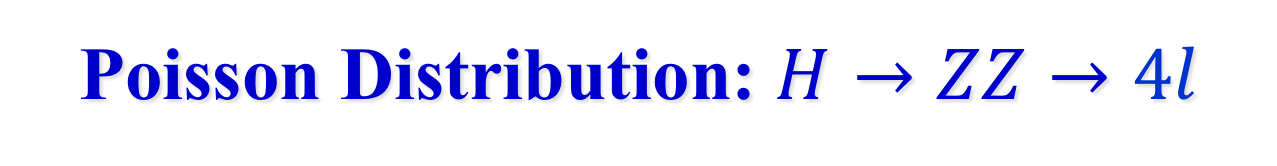 Poisson Distribution: H → ZZ → 4l